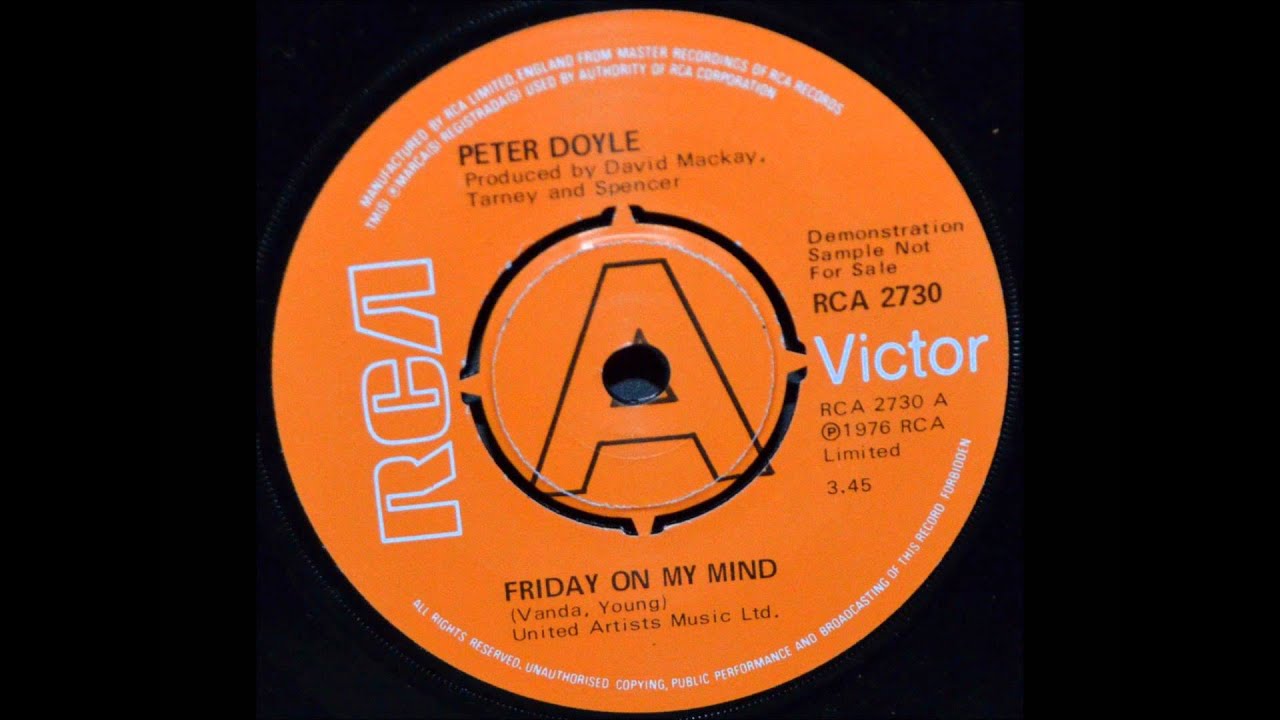 MANUFACTURED BY RCA LIMITED, ENGLAND FROM MASTER RECORDINGS OF RCA RECORDS
TM(S) ® MARCA(S) REGISTRADA(S) USED BY AUTHORITY OF RCA CORPORATION
PETER DOYLE
Produced by David Mackay,
Tarney and Spencer
RCA
A
Demonstration
Sample Not
For Sale
RCA 2730
Victor
RCA 2730 A
Ⓟ1976 RCA
Limited
3.45
FRIDAY ON MY MIND
(Vanda, Young)
United Artists Music Ltd.
ALL RIGHTS RESERVED. UNAUTHORISED COPYING, PUBLIC PERFORMANCE AND BROADCASTING OF THIS RECORD FORBIDDEN